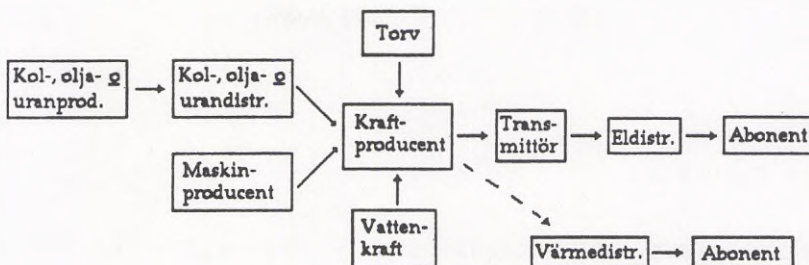 Torv
Kol-, olja- o
uranprod.
Kol-, olja- o
urandistr.
Kraft-
producent
Trans-
mittör
Eldistr.
Abonent
Maskin-
producent
Vatten-
kraft
Värmedistr.
Abonent